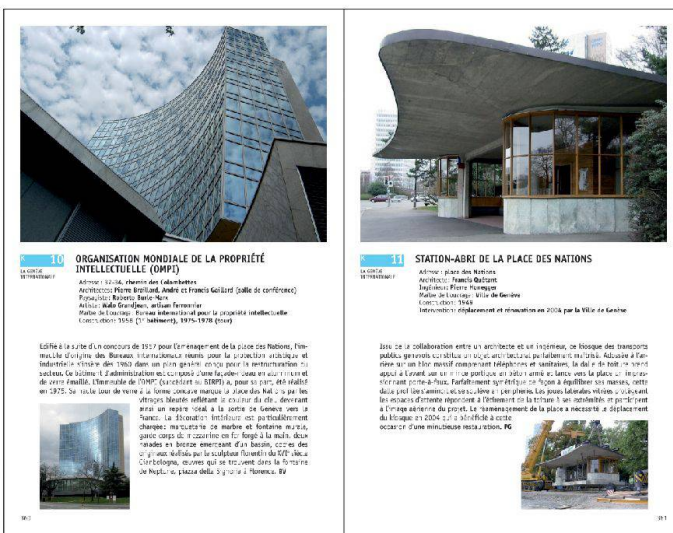 K 10
LA GENÈVE
INTERNATIONALE
ORGANISATION MONDIALE DE LA PROPRIÉTÉ
INTELLECTUELLE (OMPI)
Adresse : 32-34, chemin des Colombettes
Architectes: Pierre Braillard, André et Francis Gaillard (salle de conférence)
Paysagiste: Roberto Burle-Marx
Artiste: Malo Grandjean, artisan ferronnier
Maître de l'ouvrage: Bureau international pour la propriété intellectuelle
Construction: 1958 (1er bâtiment), 1975-1978 (tour)
Edifié à la suite d'un concours de 1957 pour l'aménagement de la place des Nations, l'im-
meuble d'origine des Bureaux internationaux réunis pour la protection artistique et
industrielle s'insère dès 1960 dans un plan général conçu pour la restructuration du
secteur. Ce bâtiment d'administration est composé d'une façade-rideau en aluminium et
de verre émaillé. L'immeuble de l'OMPI (succédant au BIRPI) a, pour sa part, été réalisé
en 1978. Sa haute tour de verre à la forme concave marque la place des Nations par les
vitrages bleutés reflétant la couleur du ciel, devenant
ainsi un repère idéal à la sortie de Genève vers la
France. La décoration intérieure est particulièrement
chargée: marqueterie de marbre et fontaine murale,
garde-corps de mezzanine en fer forgé à la main, deux
naïades en bronze émergeant d'un bassin, copies des
originaux réalisés par le sculpteur florentin du XVIe siècle
Gianbologna, œuvres qui se trouvent dans la fontaine
de Neptune, piazza della Signoria à Florence. BV
360
K 11
LA GENÈVE
INTERNATIONALE
STATION-ABRI DE LA PLACE DES NATIONS
Adresse : place des Nations
Architecte: Francis Quétant
Ingénieur: Pierre Honegger
Maître de l'ouvrage: Ville de Genève
Construction: 1948
Intervention: déplacement et rénovation en 2004 par la Ville de Genève
Issu de la collaboration entre un architecte et un ingénieur, ce kiosque des transports
publics genevois constitue un objet architectural parfaitement maîtrisé. Adossée à l'ar-
rière sur un bloc massif comprenant téléphones et sanitaires, la dalle de toiture prend
appui à l'avant sur un mince portique en béton armé et lance vers la place un impres-
sionnant porte-à-faux. Parfaitement symétrique de façon à équilibrer ses masses, cette
dalle profilée s'amincit et se soulève en périphérie. Les joues latérales vitrées protégeant
les espaces d'attente répondent à l'étirement de la toiture à ses extrémités et participent
à l'image aérienne du projet. Le réaménagement de la place a nécessité le déplacement
du kiosque en 2004 qui a bénéficié à cette
occasion d'une minutieuse restauration. PG
361